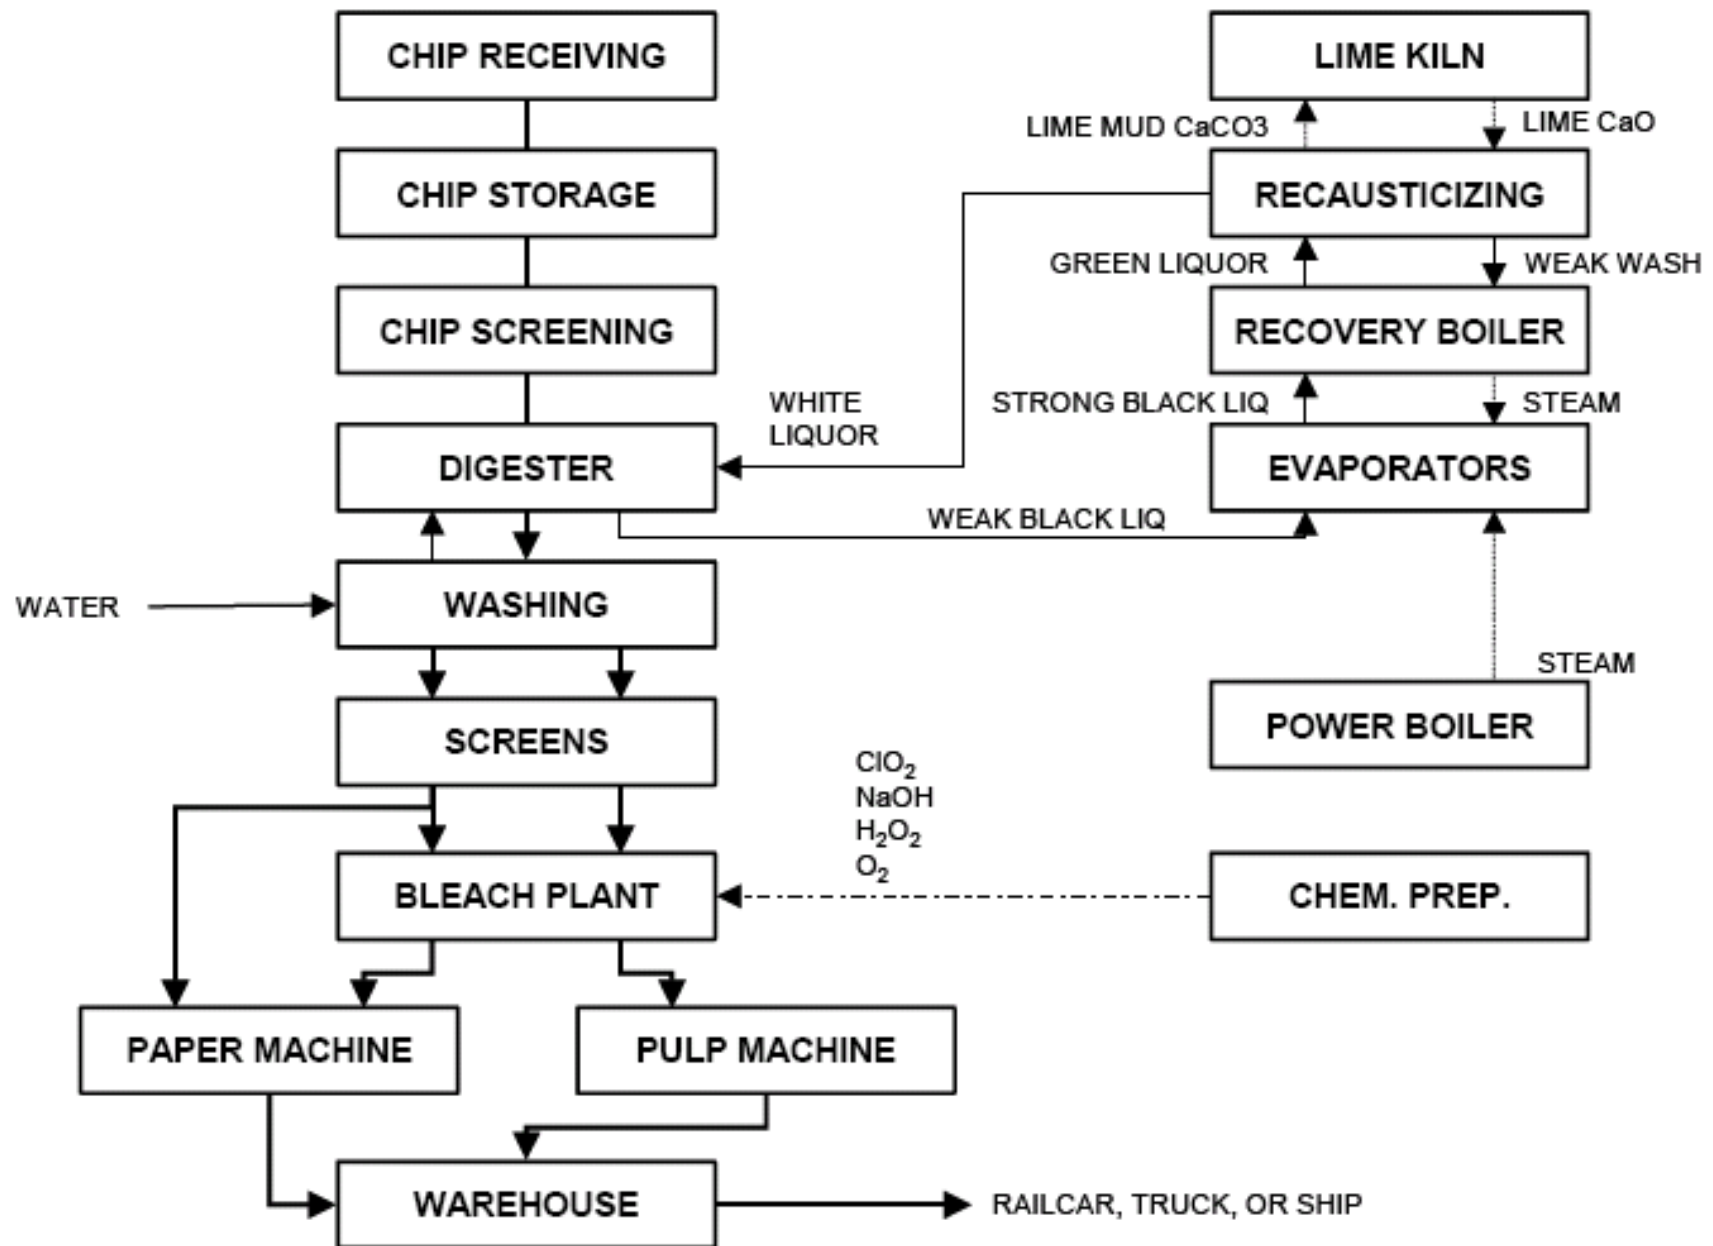 CHIP RECEIVING
LIME KILN
LIME MUD CaCO3
LIME CaO
CHIP STORAGE
RECAUSTICIZING
GREEN LIQUOR
WEAK WASH
CHIP SCREENING
RECOVERY BOILER
WHITE
LIQUOR
STRONG BLACK LIQ
STEAM
DIGESTER
EVAPORATORS
WEAK BLACK LIQ
WATER
WASHING
STEAM
SCREENS
POWER BOILER
ClO₂
NaOH
H₂O₂
O₂
BLEACH PLANT
CHEM. PREP.
PAPER MACHINE
PULP MACHINE
WAREHOUSE
RAILCAR, TRUCK, OR SHIP